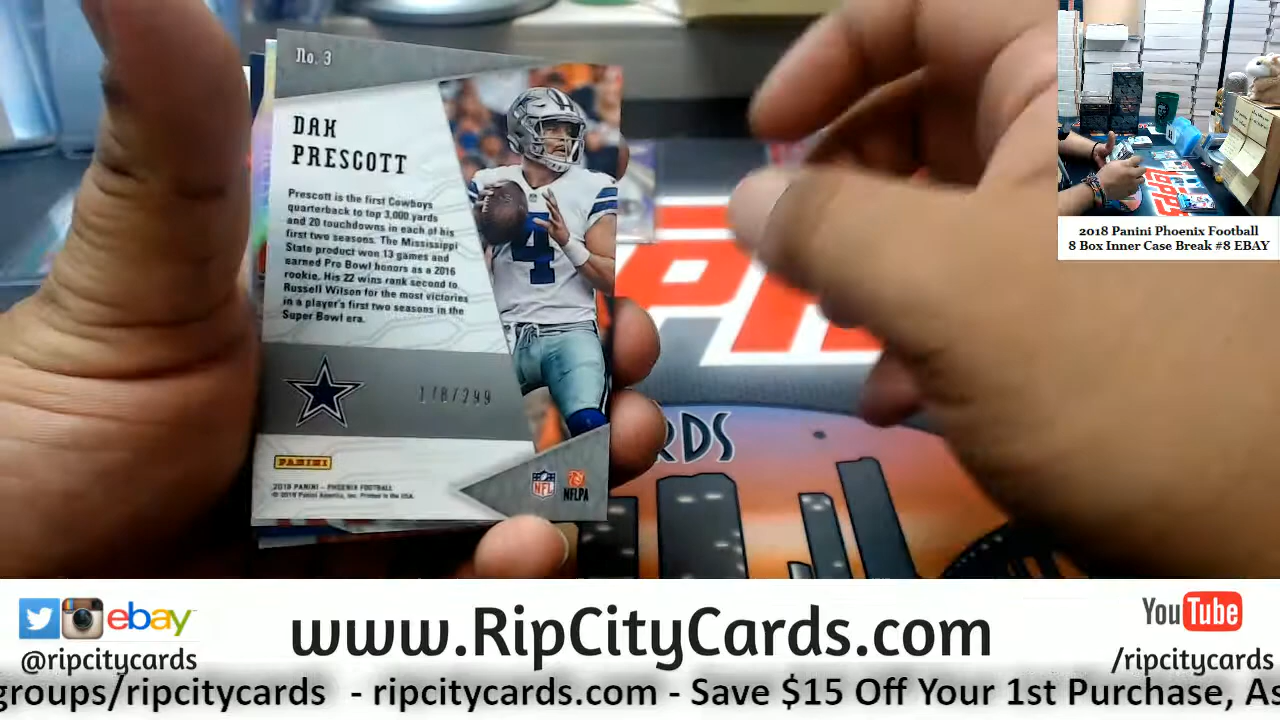 No. 3
DAK
PRESCOTT
Prescott is the first Cowboys
quarterback to top 3,000 yards
and 20 touchdowns in each of his
first two seasons. The Mississippi
State product won 13 games and
earned Pro Bowl honors as a 2016
rookie. His 22 wins rank second to
Russell Wilson for the most victories
in a player's first two seasons in the
Super Bowl era.
178/299
4
PANINI
2018 PANINI - PHOENIX FOOTBALL
© 2018 Panini America, Inc. Printed in the USA.
NFL
NFLPA
RDS
2018 Panini Phoenix Football
8 Box Inner Case Break #8 EBAY
ebay
@ripcitycards
www.RipCityCards.com
YouTube
/ripcitycards
groups/ripcitycards - ripcitycards.com - Save $15 Off Your 1st Purchase, As